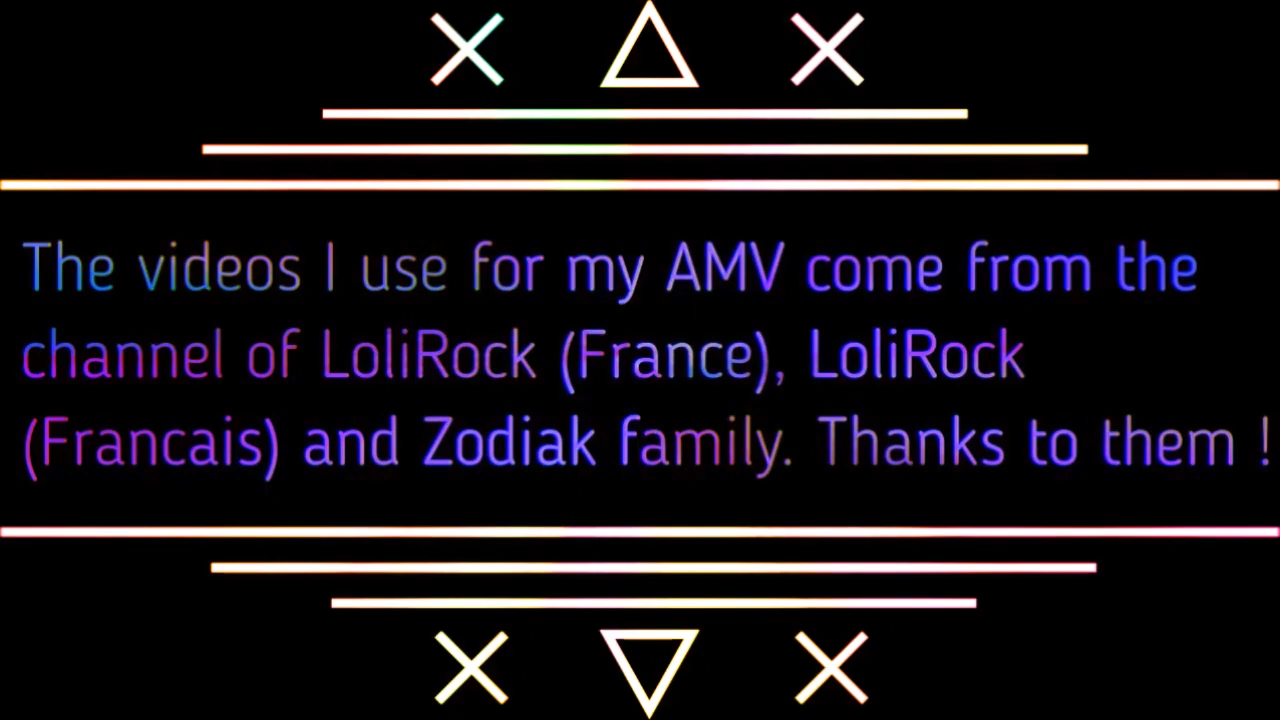 The videos I use for my AMV come from the
channel of LoliRock (France), LoliRock
(Francais) and Zodiak family. Thanks to them !